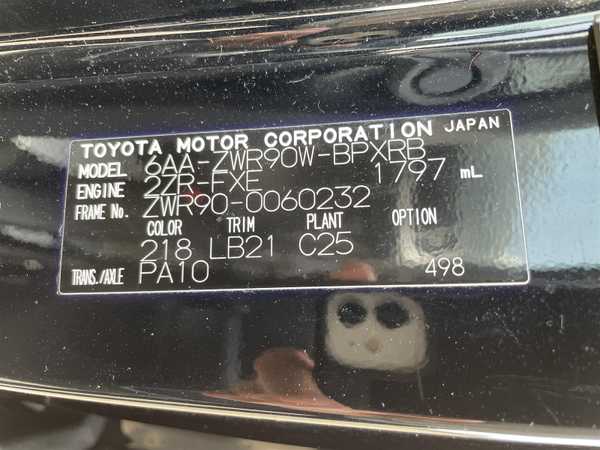 TOYOTA MOTOR CORPORATION JAPAN
MODEL 6AA-ZWR90W-BPXRB
ENGINE 2ZR-FXE 1797 mL
FRAME No. ZWR90-0060232
COLOR TRIM PLANT OPTION
218 LB21 C25
TRANS./AXLE PA10 498